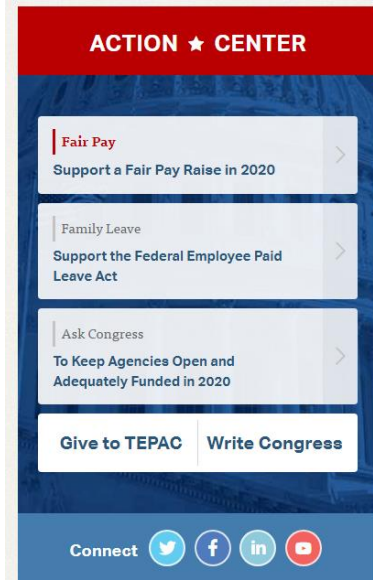 ACTION ★ CENTER
Fair Pay
Support a Fair Pay Raise in 2020
Family Leave
Support the Federal Employee Paid
Leave Act
Ask Congress
To Keep Agencies Open and
Adequately Funded in 2020
Give to TEPAC
Write Congress
Connect
f
in